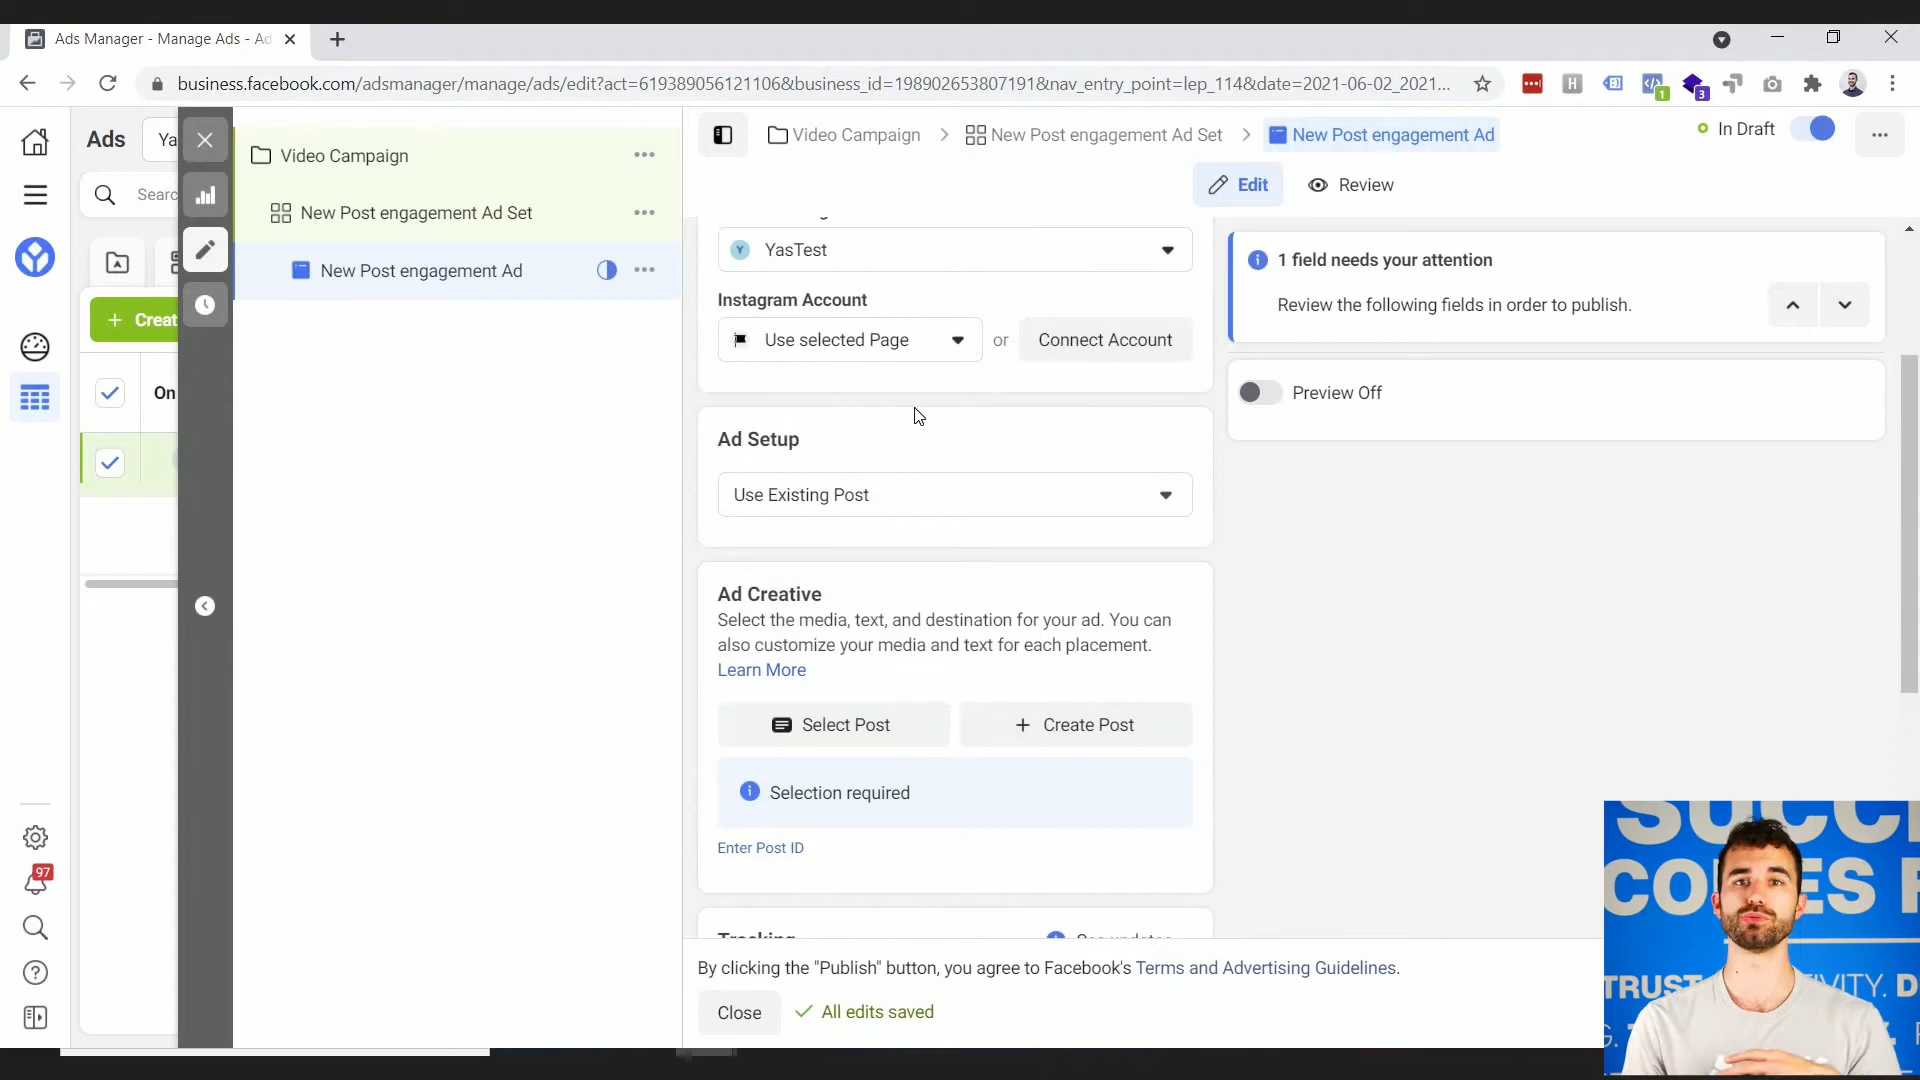 Ads Manager - Manage Ads - Ad
business.facebook.com/adsmanager/manage/ads/edit?act=619389056121106&business_id=198902653807191&nav_entry_point=lep_114&date=2021-06-02_2021...
1
3
Ads
Ya
Searc
+ Creat
On
97
Video Campaign
New Post engagement Ad Set
New Post engagement Ad
Video Campaign > New Post engagement Ad Set > New Post engagement Ad
In Draft
Edit
Review
Y YasTest
Instagram Account
Use selected Page
or
Connect Account
Ad Setup
Use Existing Post
Ad Creative
Select the media, text, and destination for your ad. You can
also customize your media and text for each placement.
Learn More
Select Post
+ Create Post
Selection required
Enter Post ID
1 field needs your attention
Review the following fields in order to publish.
Preview Off
By clicking the "Publish" button, you agree to Facebook's Terms and Advertising Guidelines.
Close
All edits saved
TRUST